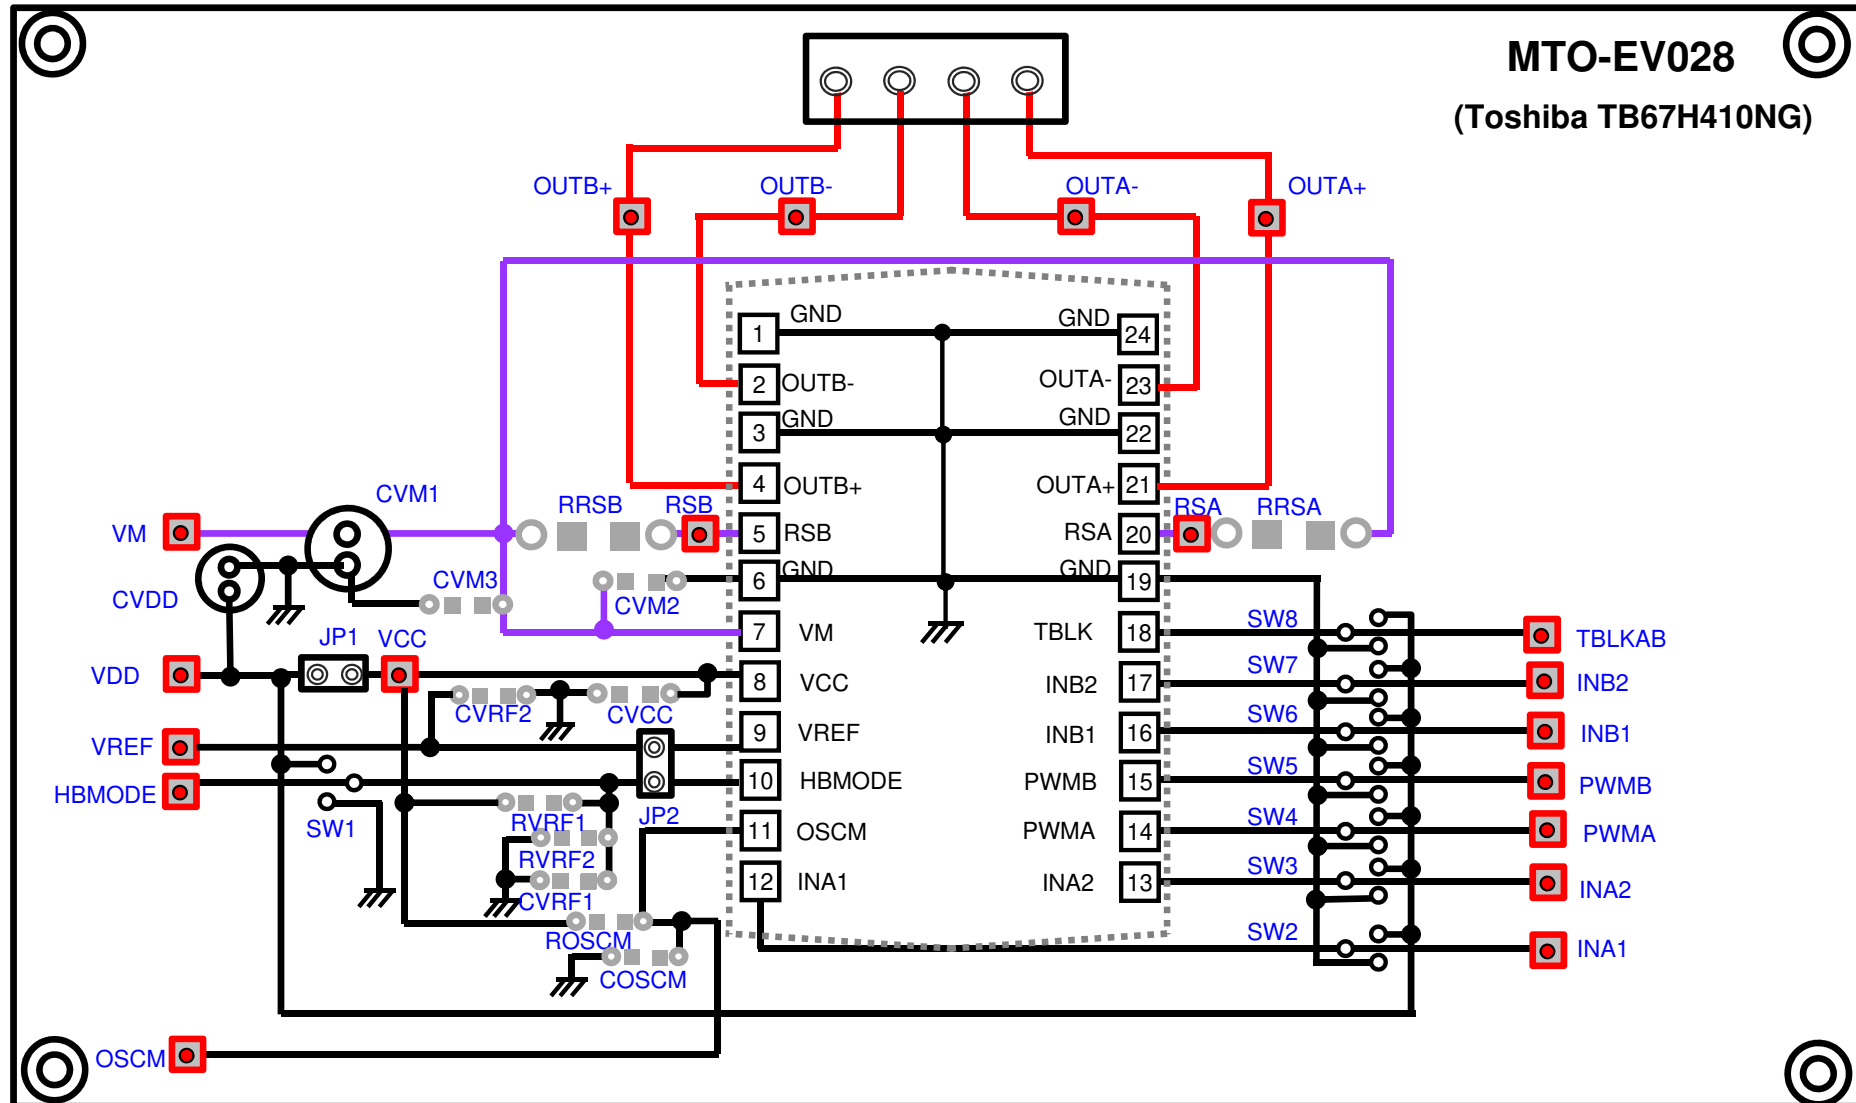 MTO-EV028
(Toshiba TB67H410NG)
OUTB+ OUTB- OUTA- OUTA+
1 GND GND 24
2 OUTB- OUTA- 23
3 GND GND 22
4 OUTB+ OUTA+ 21
CVM1 RRSB RSB RSA RRSA
VM 5 RSB RSA 20
CVDD CVM3 CVM2 6 GND GND 19
7 VM TBLK 18 SW8 TBLKAB
JP1 VCC
VDD 8 VCC INB2 17 SW7 INB2
CVRF2 CVCC
VREF 9 VREF INB1 16 SW6 INB1
HBMODE 10 HBMODE PWMB 15 SW5 PWMB
SW1 RVRF1 JP2 11 OSCM PWMA 14 SW4 PWMA
RVRF2
CVRF1 12 INA1 INA2 13 SW3 INA2
ROSCM SW2 INA1
COSCM
OSCM